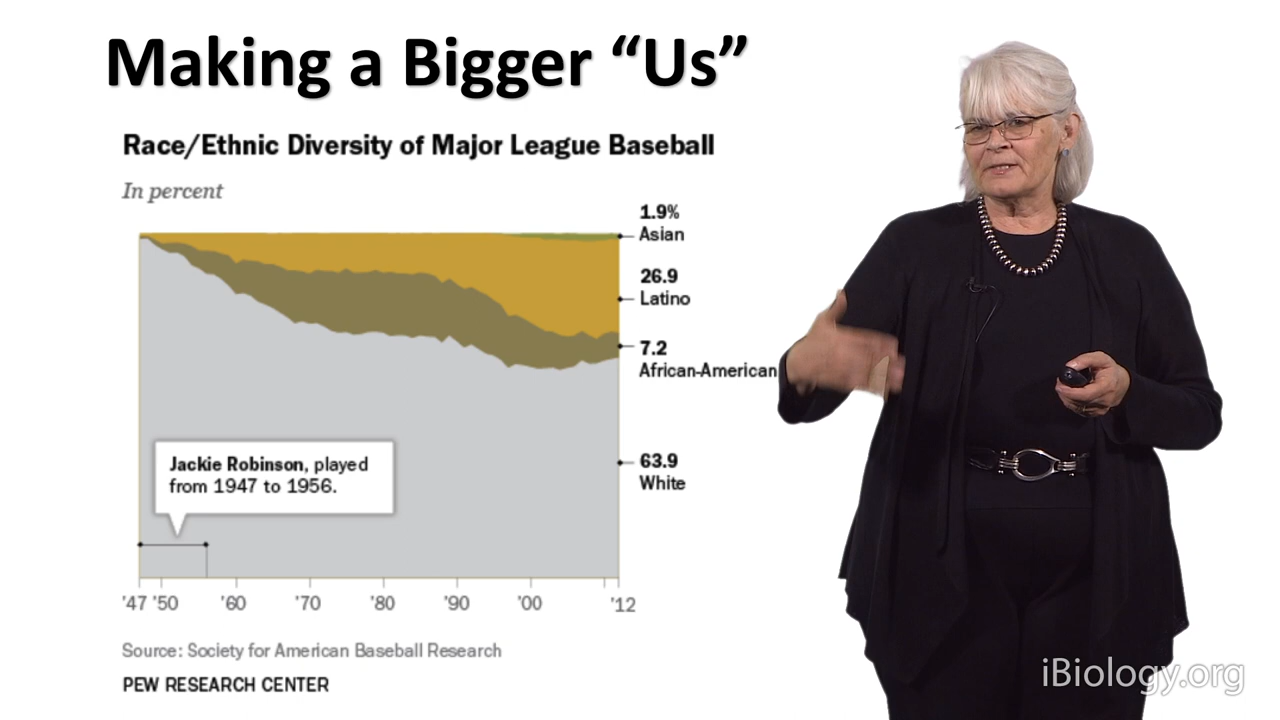 Making a Bigger “Us”
Race/Ethnic Diversity of Major League Baseball
In percent
1.9%
Asian
26.9
Latino
7.2
African-American
63.9
White
Jackie Robinson, played
from 1947 to 1956.
'47 '50 '60 '70 '80 '90 '00 '12
Source: Society for American Baseball Research
PEW RESEARCH CENTER
iBiology.org